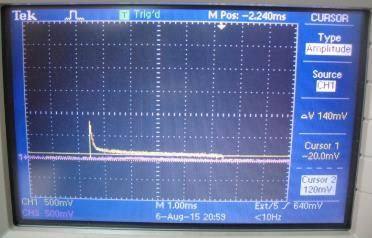 Tek T Trig'd M Pos: -2.240ms CURSOR
Type
Amplitude
Source
CH1
△V 140mV
Cursor 1
-20.0mV
Cursor 2
120mV
CH1 500mV M 1.00ms Ext/5 ∕ 640mV
CH3 500mV 6-Aug-15 20:59 <10Hz